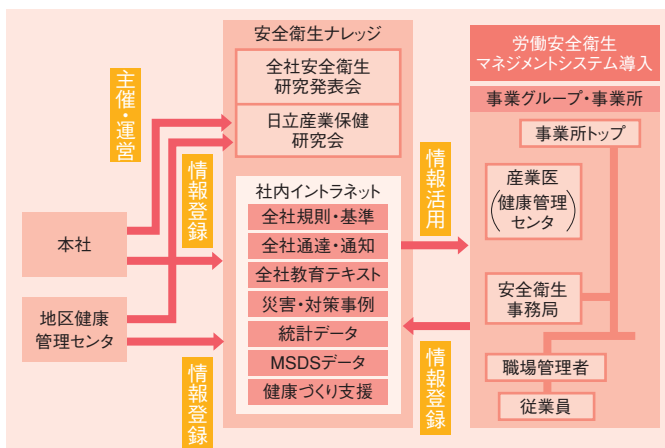 主催・運営
情報登録
本社
地区健康
管理センタ
情報登録
安全衛生ナレッジ
全社安全衛生
研究発表会
日立産業保健
研究会
社内イントラネット
全社規則・基準
全社通達・通知
全社教育テキスト
災害・対策事例
統計データ
MSDSデータ
健康づくり支援
情報活用
情報登録
労働安全衛生
マネジメントシステム導入
事業グループ・事業所
事業所トップ
産業医
(健康管理
センタ)
安全衛生
事務局
職場管理者
従業員